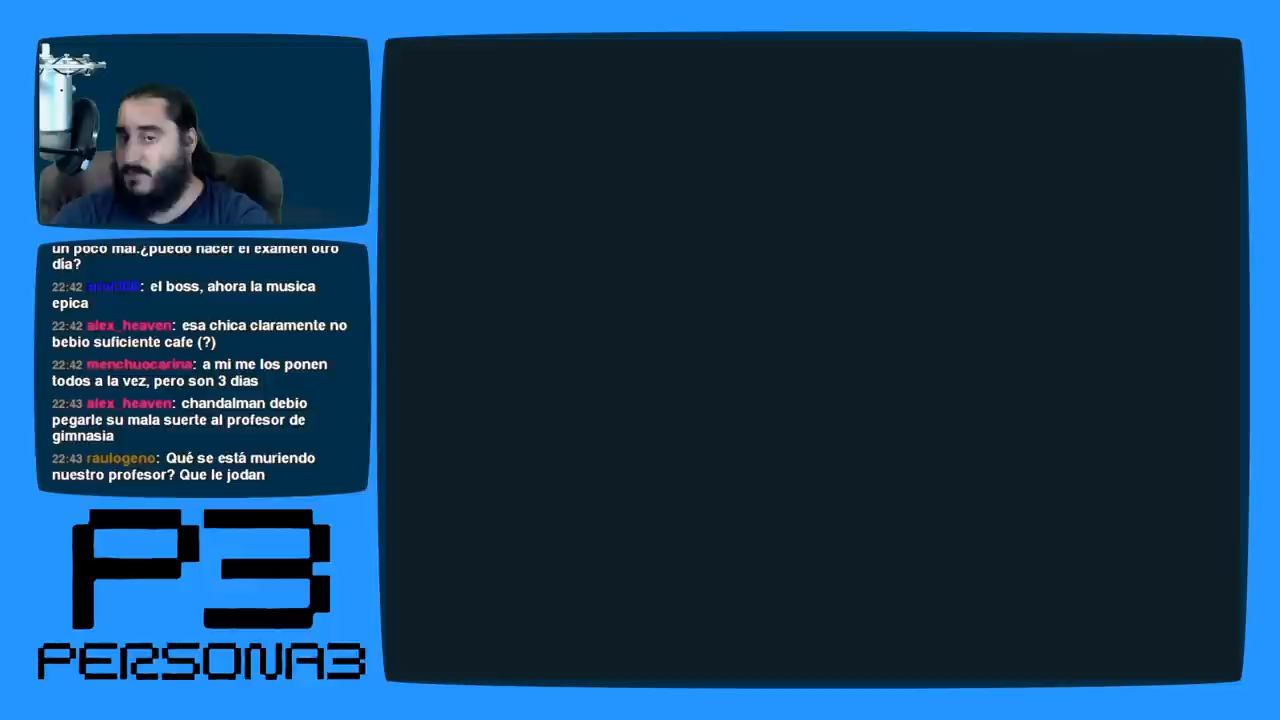 un poco mal.¿puedo hacer el examen otro
día?
22:42 : el boss, ahora la musica
epica
22:42 alex_heaven: esa chica claramente no
bebio suficiente cafe (?)
22:42 menchuocarina: a mi me los ponen
todos a la vez, pero son 3 dias
22:43 alex_heaven: chandalman debio
pegarle su mala suerte al profesor de
gimnasia
22:43 raulogeno: Qué se está muriendo
nuestro profesor? Que le jodan
P3
PERSONA3